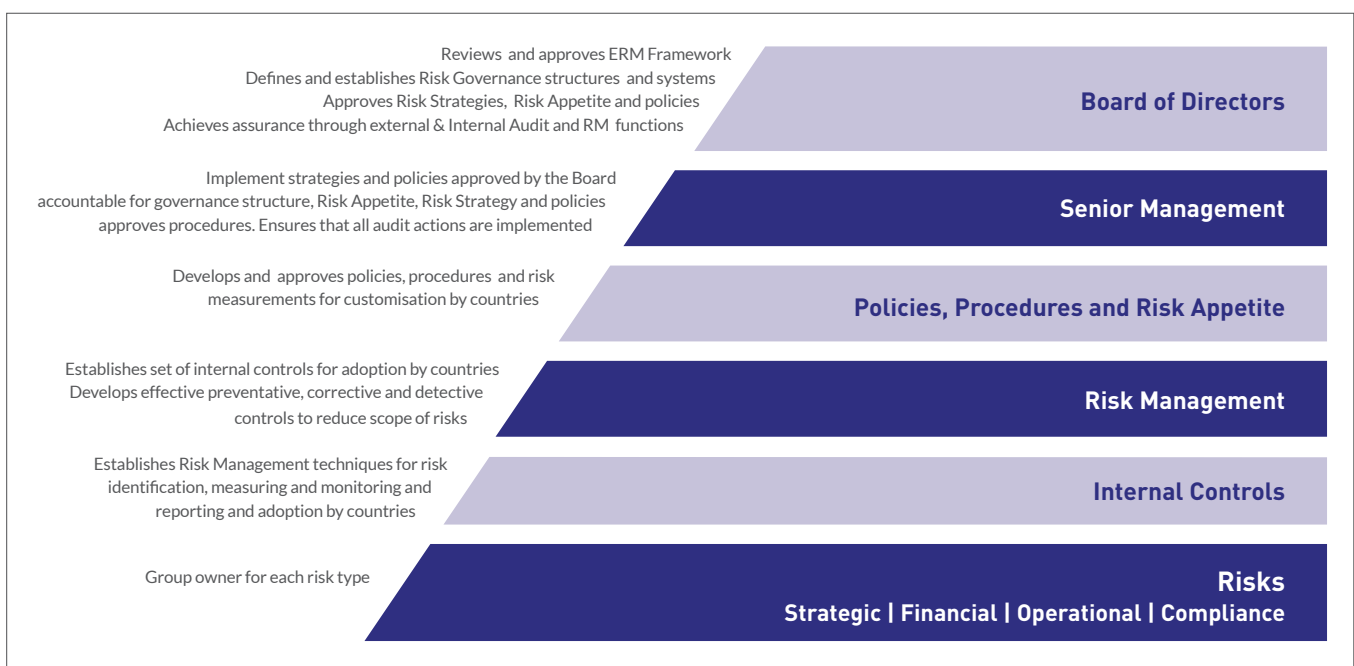 Reviews and approves ERM Framework
Defines and establishes Risk Governance structures and systems
Approves Risk Strategies, Risk Appetite and policies
Achieves assurance through external & Internal Audit and RM functions
Board of Directors
Implement strategies and policies approved by the Board
accountable for governance structure, Risk Appetite, Risk Strategy and policies
approves procedures. Ensures that all audit actions are implemented
Senior Management
Develops and approves policies, procedures and risk
measurements for customisation by countries
Policies, Procedures and Risk Appetite
Establishes set of internal controls for adoption by countries
Develops effective preventative, corrective and detective
controls to reduce scope of risks
Risk Management
Establishes Risk Management techniques for risk
identification, measuring and monitoring and
reporting and adoption by countries
Internal Controls
Group owner for each risk type
Risks
Strategic | Financial | Operational | Compliance